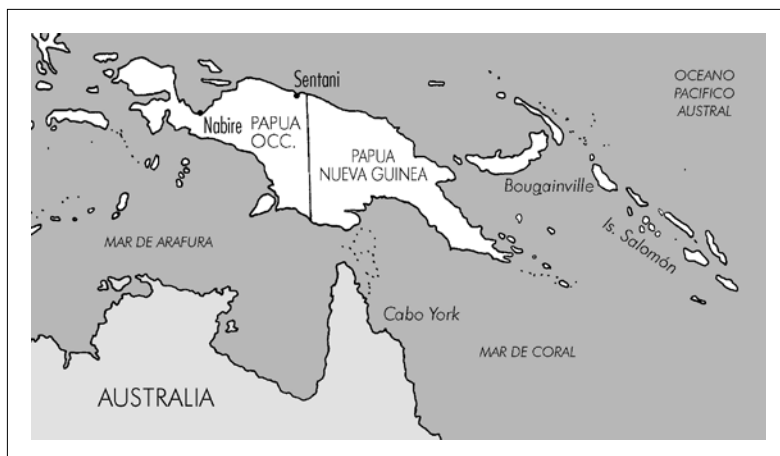 Sentani
OCEANO
PACIFICO
AUSTRAL
Nabire
PAPUA
OCC.
PAPUA
NUEVA GUINEA
Bougainville
Is. Salomón
MAR DE ARAFURA
Cabo York
MAR DE CORAL
AUSTRALIA